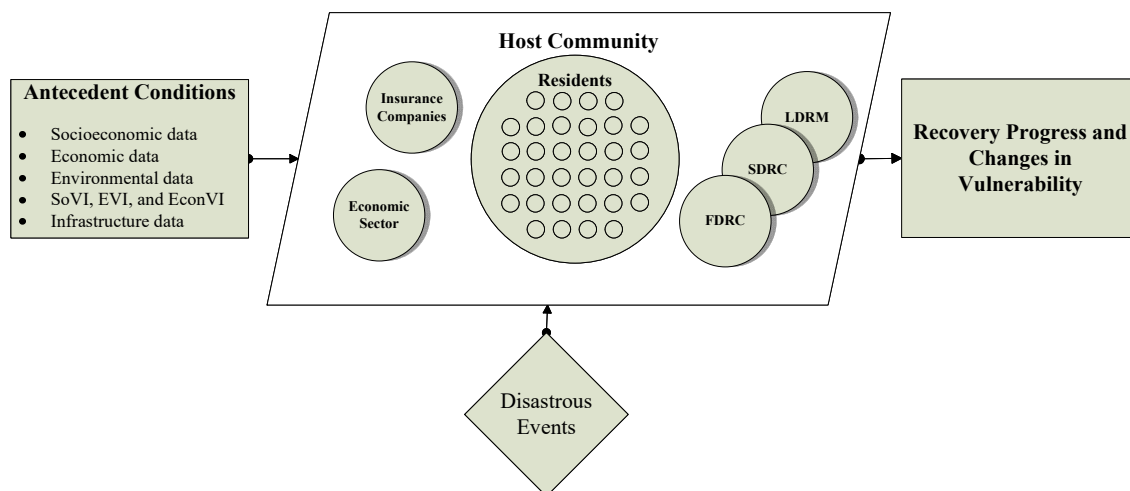 Host Community
Antecedent Conditions
• Socioeconomic data
• Economic data
• Environmental data
• SoVI, EVI, and EconVI
• Infrastructure data
Insurance
Companies
Economic
Sector
Residents
LDRM
SDRC
FDRC
Recovery Progress and
Changes in
Vulnerability
Disastrous
Events